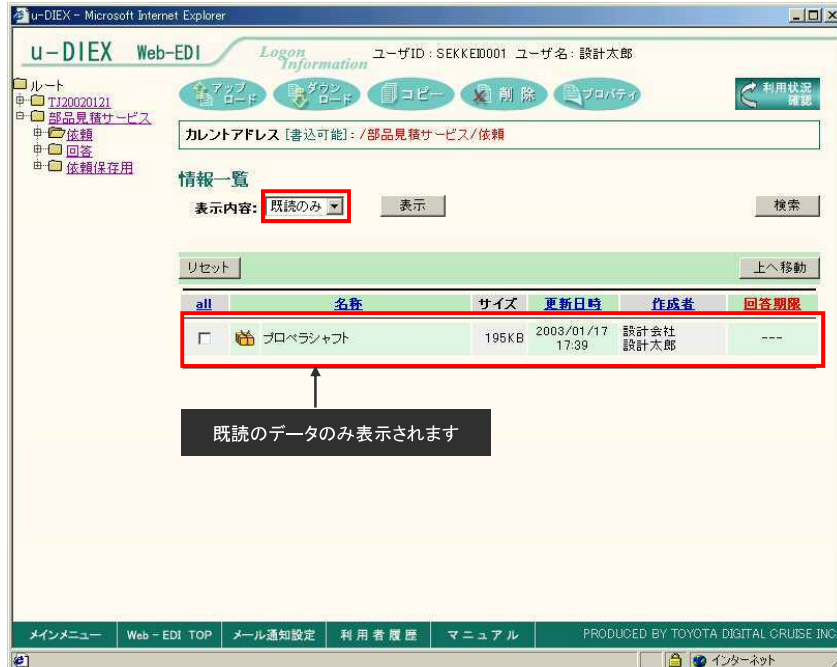 u-DIEX - Microsoft Internet Explorer
u-DIEX Web-EDI
Logon Information
ユーザID : SEKKEI0001 ユーザ名 : 設計太郎
ルート
TJ20020121
部品見積サービス
依頼
回答
依頼保存用
アップロード
ダウンロード
コピー
削除
プロパティ
利用状況確認
カレントアドレス [書込可能] : /部品見積サービス/依頼
情報一覧
表示内容: 既読のみ 表示 検索
リセット 上へ移動
all 名称 サイズ 更新日時 作成者 回答期限
プロペラシャフト 195KB 2003/01/17 17:39 設計会社 設計太郎 ---
既読のデータのみ表示されます
メインメニュー Web-EDI TOP メール通知設定 利用者履歴 マニュアル PRODUCED BY TOYOTA DIGITAL CRUISE INC
インターネット